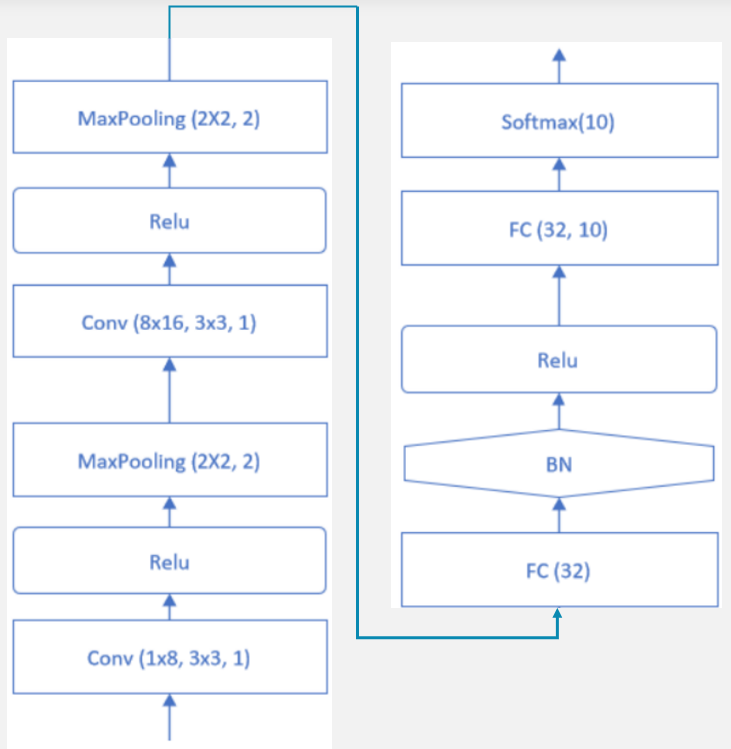 MaxPooling (2X2, 2)
Relu
Conv (8x16, 3x3, 1)
MaxPooling (2X2, 2)
Relu
Conv (1x8, 3x3, 1)
Softmax(10)
FC (32, 10)
Relu
BN
FC (32)